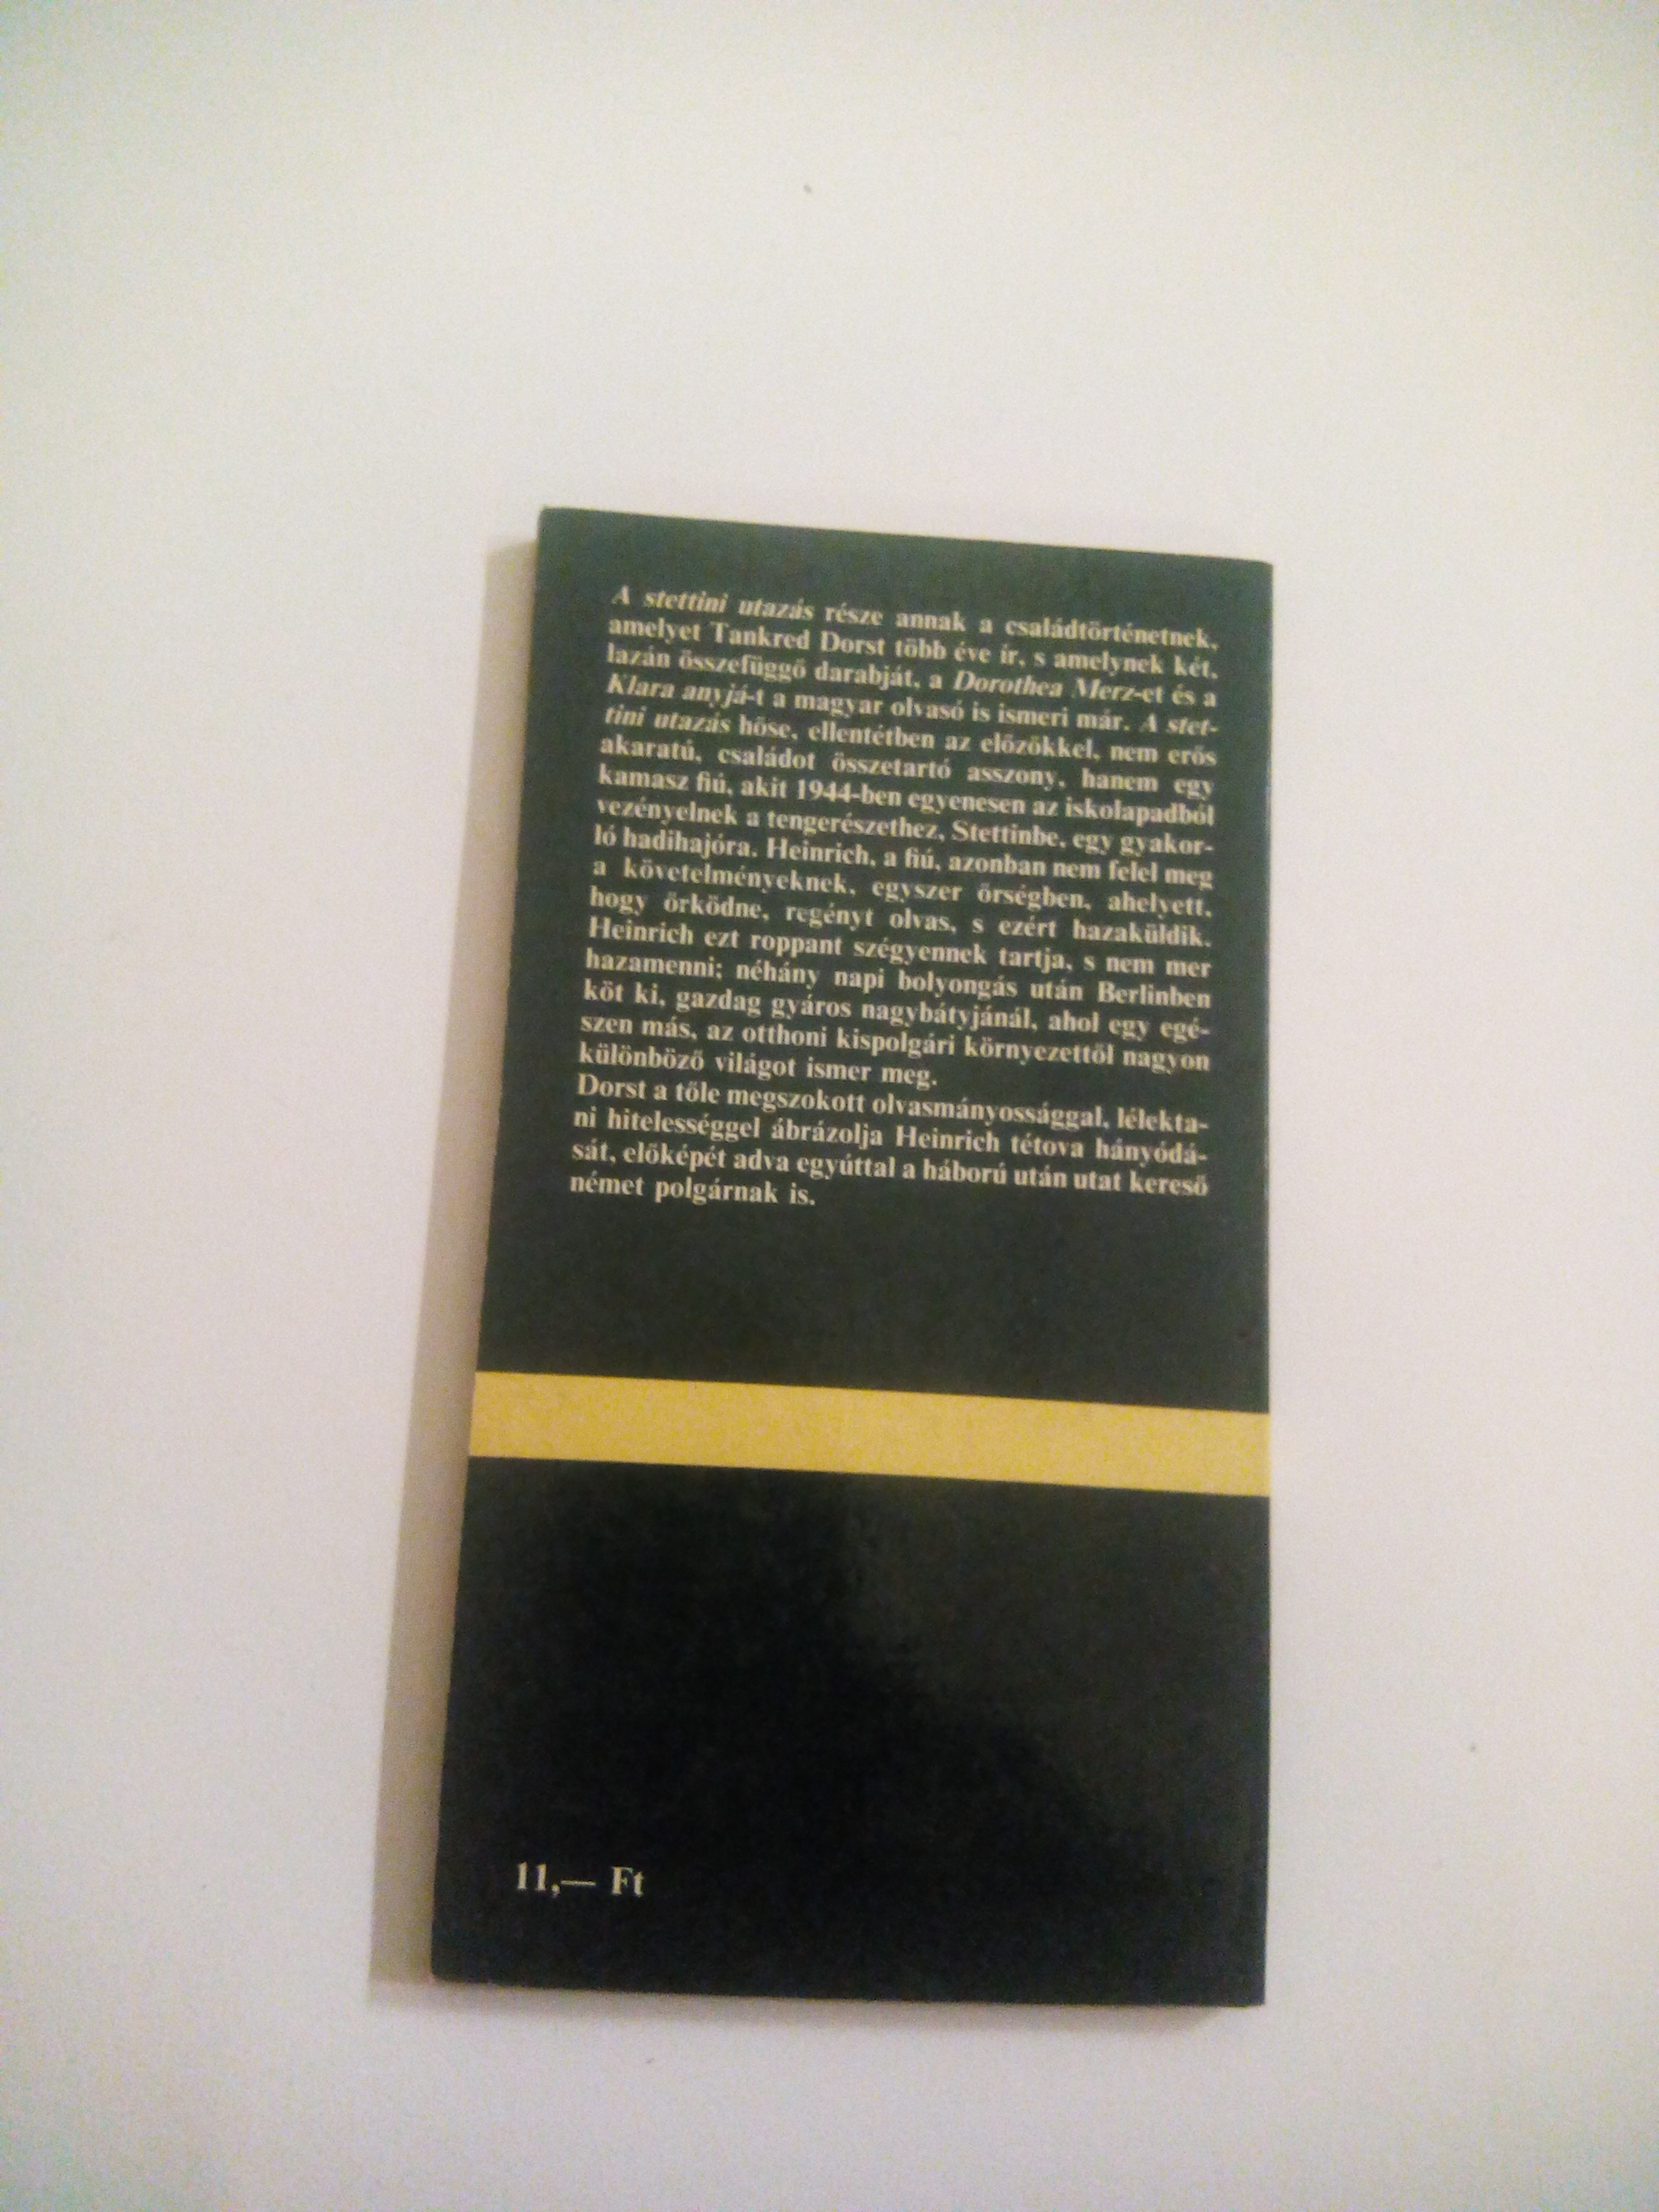 A stettini utazás része annak a családtörténetnek,
amelyet Tankred Dorst több éve ír, s amelynek két,
lazán összefüggő darabját, a Dorothea Merz-et és a
Klara anyjá-t a magyar olvasó is ismeri már. A stet-
tini utazás hőse, ellentétben az előzőkkel, nem erős
akaratú, családot összetartó asszony, hanem egy
kamasz fiú, akit 1944-ben egyenesen az iskolapadból
vezényelnek a tengerészethez, Stettinbe, egy gyakor-
ló hadihajóra. Heinrich, a fiú, azonban nem felel meg
a követelményeknek, egyszer őrségben, ahelyett,
hogy őrködne, regényt olvas, s ezért hazaküldik.
Heinrich ezt roppant szégyennek tartja, s nem mer
hazamenni; néhány napi bolyongás után Berlinben
köt ki, gazdag gyáros nagybátyjánál, ahol egy egé-
szen más, az otthoni kispolgári környezettől nagyon
különböző világot ismer meg.
Dorst a tőle megszokott olvasmányossággal, lélekta-
ni hitelességgel ábrázolja Heinrich tétova hányódá-
sát, előképét adva egyúttal a háború után utat kereső
német polgárnak is.
11,— Ft